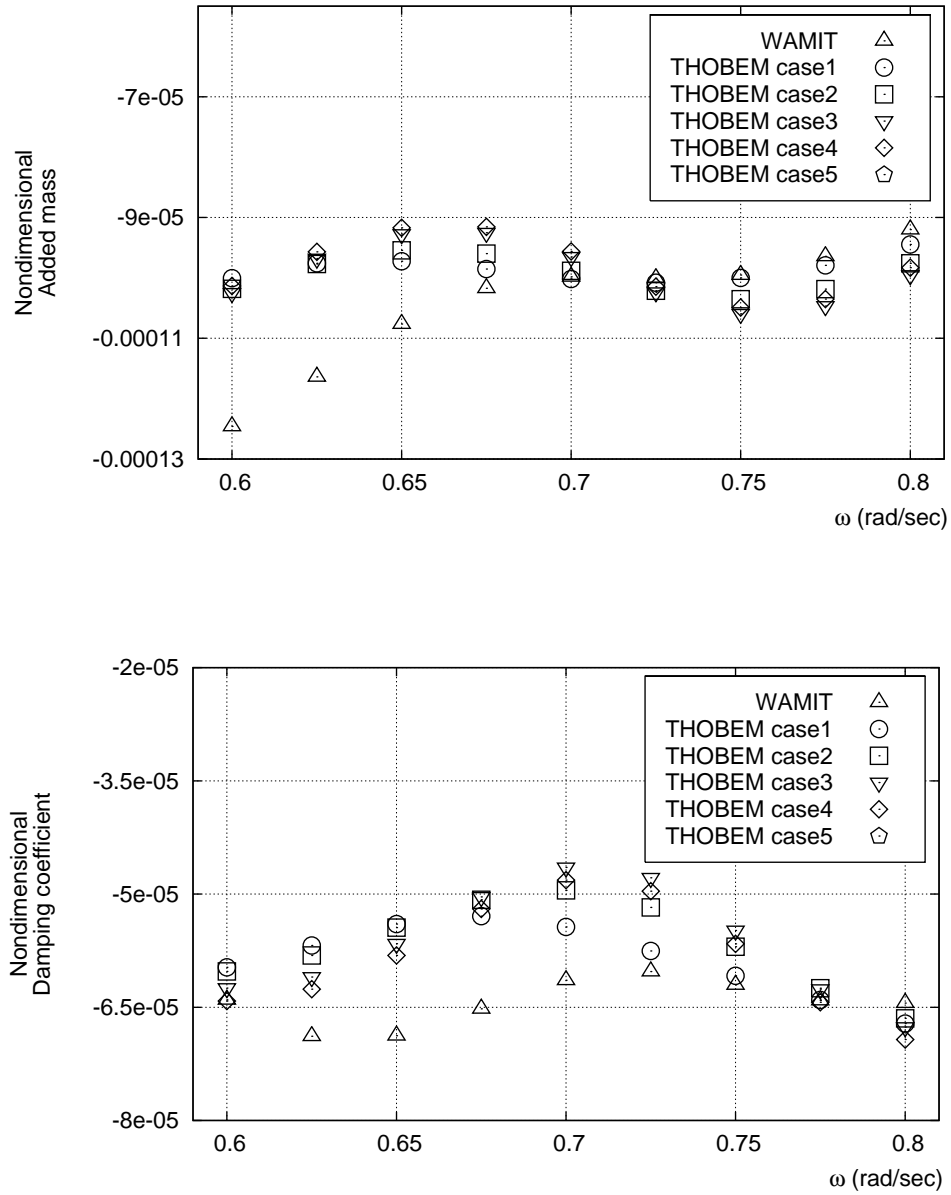 WAMIT
THOBEM case1
THOBEM case2
THOBEM case3
THOBEM case4
THOBEM case5
Nondimensional
Added mass
-7e-05
-9e-05
-0.00011
-0.00013
0.6
0.65
0.7
0.75
0.8
ω (rad/sec)
WAMIT
THOBEM case1
THOBEM case2
THOBEM case3
THOBEM case4
THOBEM case5
Nondimensional
Damping coefficient
-2e-05
-3.5e-05
-5e-05
-6.5e-05
-8e-05
0.6
0.65
0.7
0.75
0.8
ω (rad/sec)